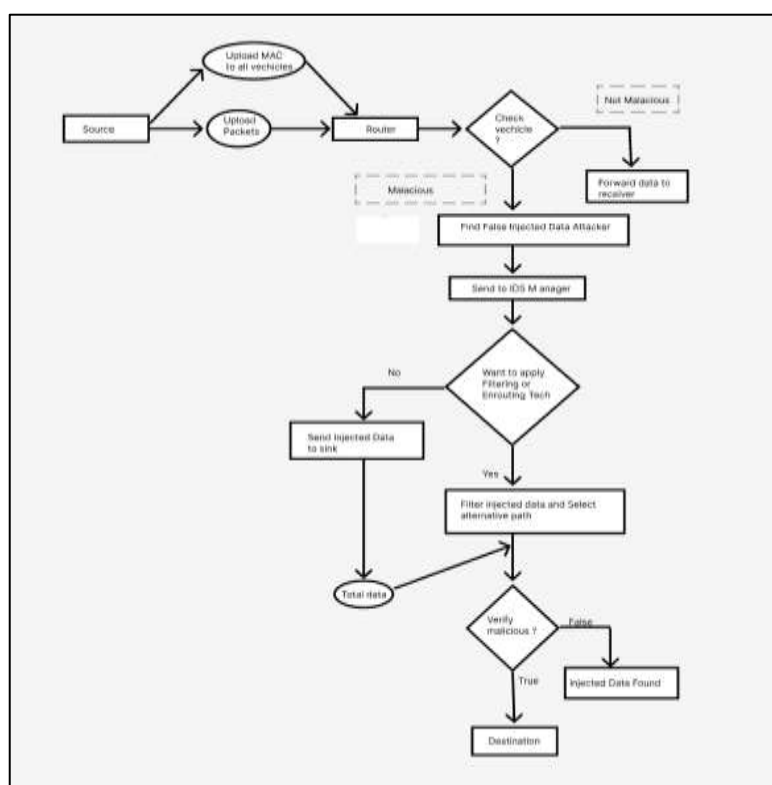 Upload MAC
to all vechicles
Source
Upload
Packets
Router
Check
vechicle
?
Not Malacious
Forward data to
receiver
Malacious
Find False Injected Data Attacker
Send to IDS M anager
Want to apply
Filtering or
Enrouting Tech
No
Send Injected Data
to sink
Yes
Filter injected data and Select
alternative path
Total data
Verify
malicious ?
False
Injected Data Found
True
Destination